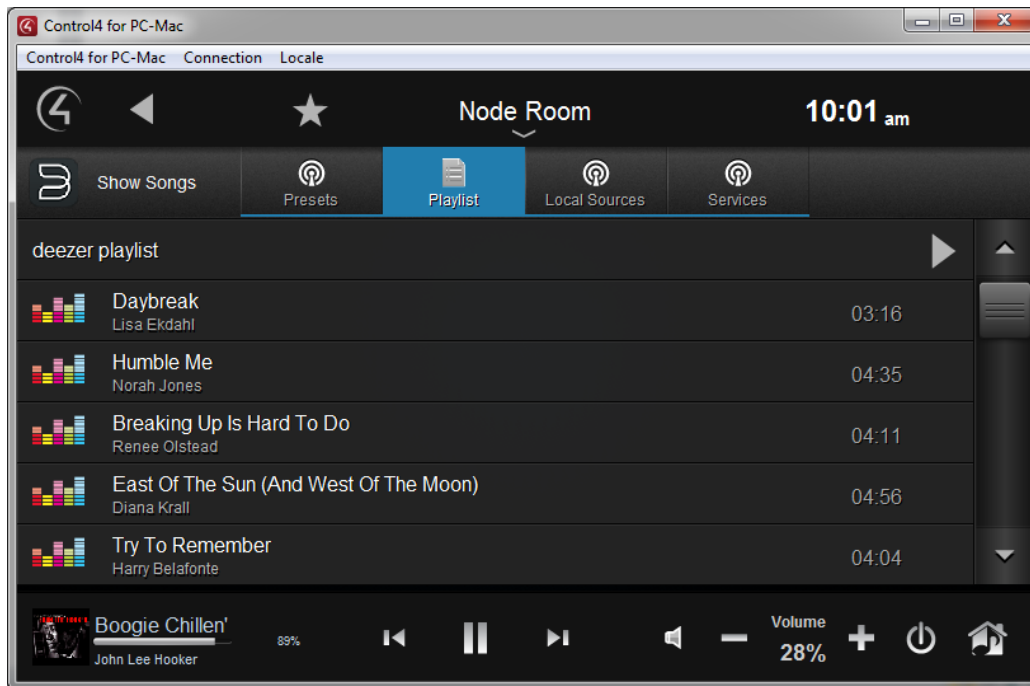 Control4 for PC-Mac
Control4 for PC-Mac Connection Locale
Node Room
10:01 am
Show Songs
Presets
Playlist
Local Sources
Services
deezer playlist
Daybreak
Lisa Ekdahl
03:16
Humble Me
Norah Jones
04:35
Breaking Up Is Hard To Do
Renee Olstead
04:11
East Of The Sun (And West Of The Moon)
Diana Krall
04:56
Try To Remember
Harry Belafonte
04:04
Boogie Chillen'
John Lee Hooker
89%
Volume
28%